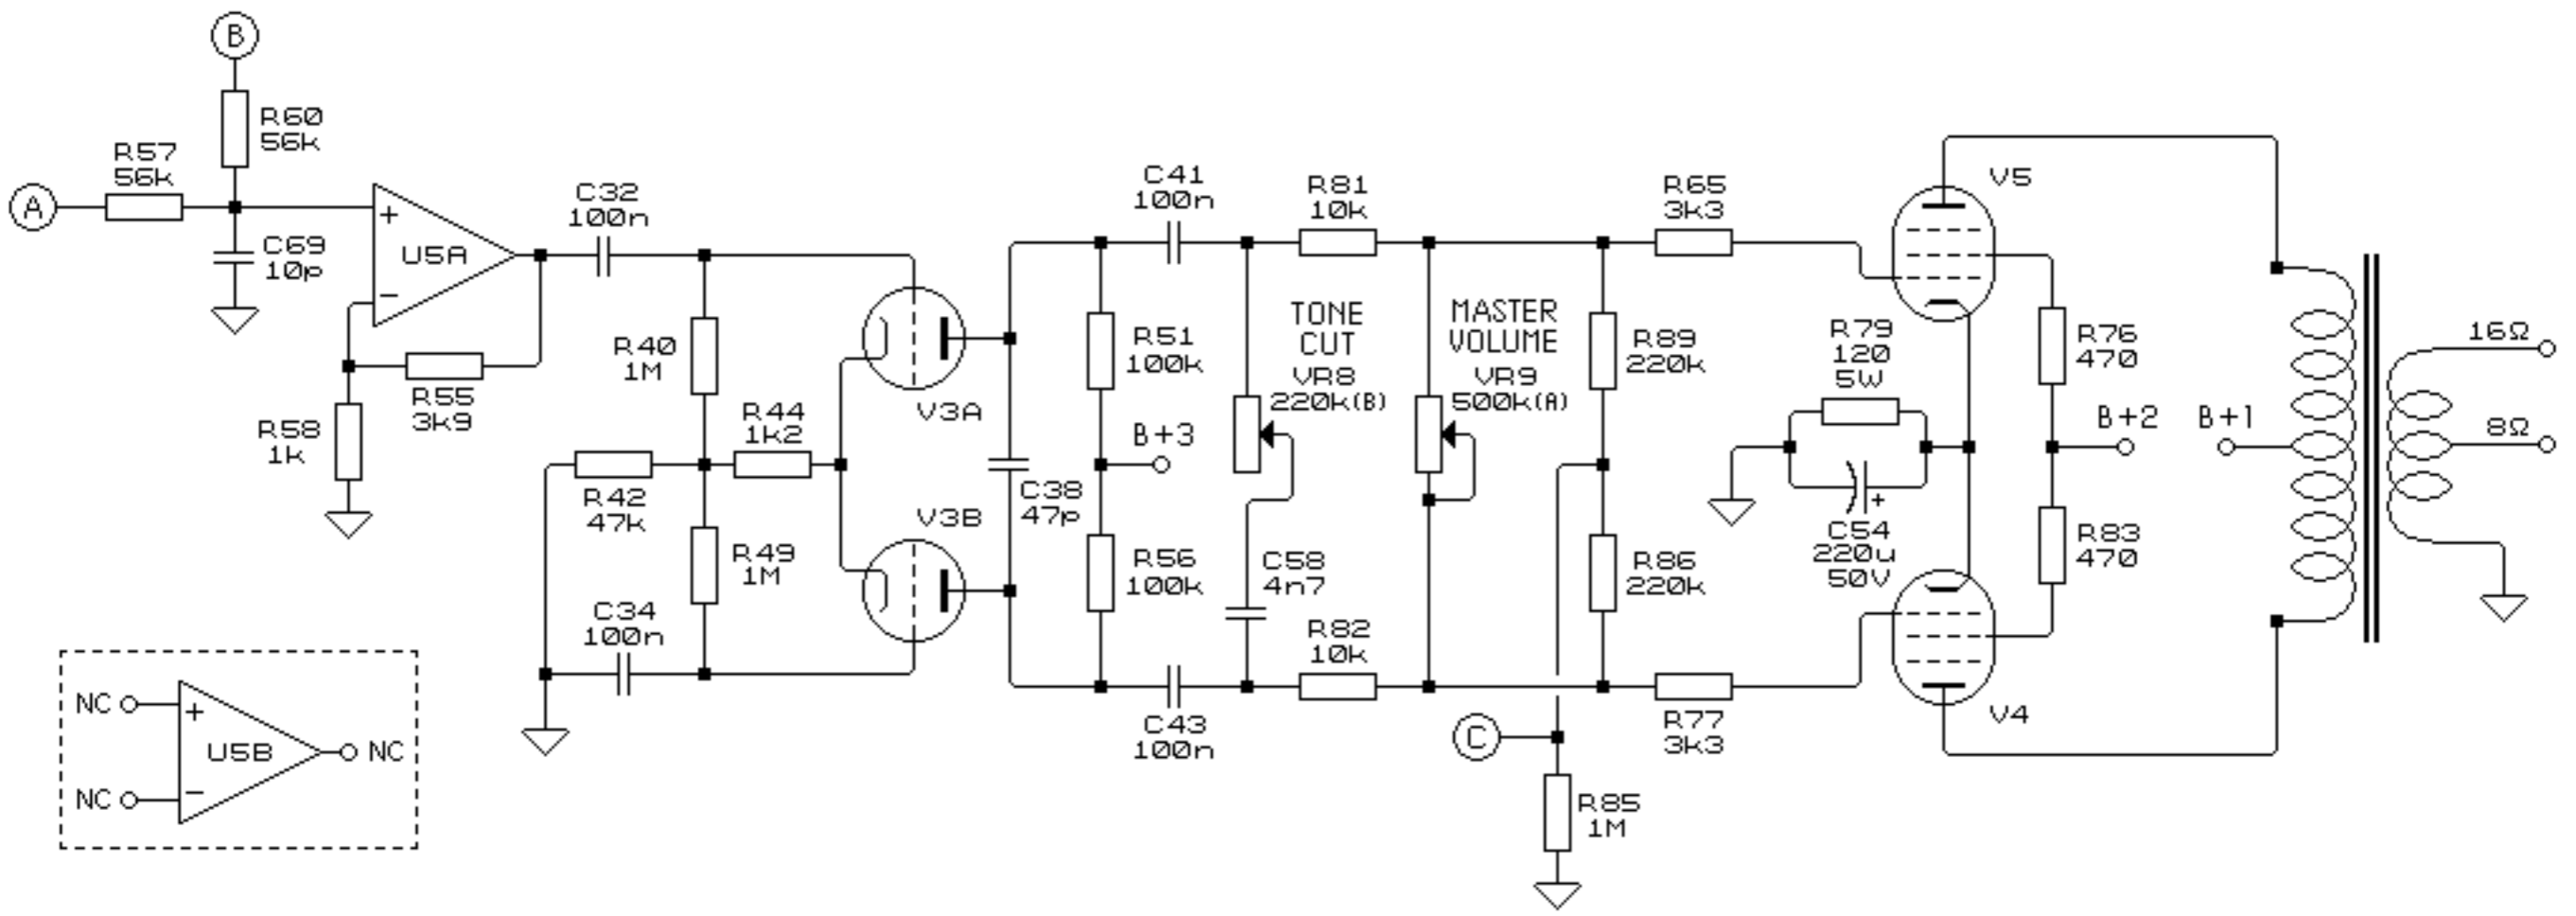 B
R60
56k
R57
56k
A
C69
10p
+
U5A
−
R55
3k9
R58
1k
C32
100n
R40
1M
R44
1k2
R42
47k
R49
1M
C34
100n
V3A
V3B
C38
47p
C41
100n
R51
100k
B+3
R56
100k
C43
100n
R81
10k
TONE
CUT
VR8
220k(B)
C58
4n7
R82
10k
MASTER
VOLUME
VR9
500k(A)
R89
220k
R86
220k
C
R85
1M
R65
3k3
R77
3k3
V5
R79
120
5W
+
C54
220u
50V
V4
R76
470
B+2
R83
470
B+1
16Ω
8Ω
NC
+
U5B
NC
NC
−